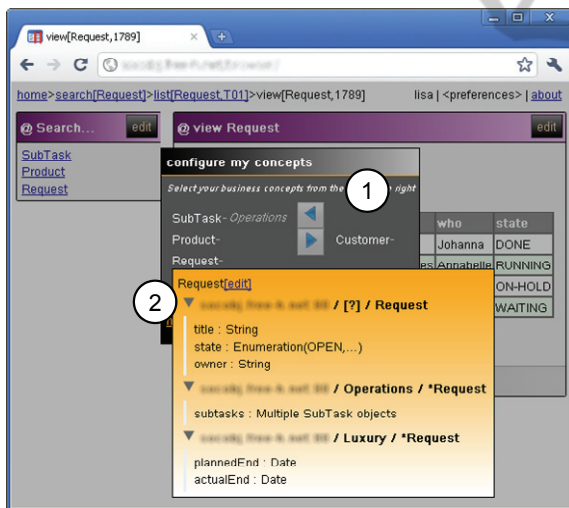 view[Request,1789]
home>search[Request]>list[Request,T01]>view[Request,1789]
lisa | <preferences> | about
@ Search...
edit
@ view Request
edit
SubTask
Product
Request
configure my concepts
Select your business concepts from the
right
1
SubTask- Operations
Product-
Customer-
Request-
who state
Johanna DONE
Annabelle RUNNING
ON-HOLD
WAITING
2
Request[edit]
/ [?] / Request
title : String
state : Enumeration(OPEN,...)
owner : String
/ Operations / *Request
subtasks : Multiple SubTask objects
/ Luxury / *Request
plannedEnd : Date
actualEnd : Date